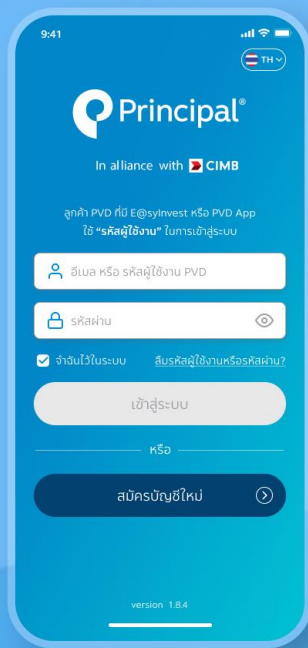 9:41
TH
Principal®
In alliance with CIMB
ลูกค้า PVD ที่มี E@syInvest หรือ PVD App
ใช้ “รหัสผู้ใช้งาน” ในการเข้าสู่ระบบ
อีเมล หรือ รหัสผู้ใช้งาน PVD
รหัสผ่าน
จำฉันไว้ในระบบ ลืมรหัสผู้ใช้งานหรือรหัสผ่าน?
เข้าสู่ระบบ
หรือ
สมัครบัญชีใหม่
version 1.8.4